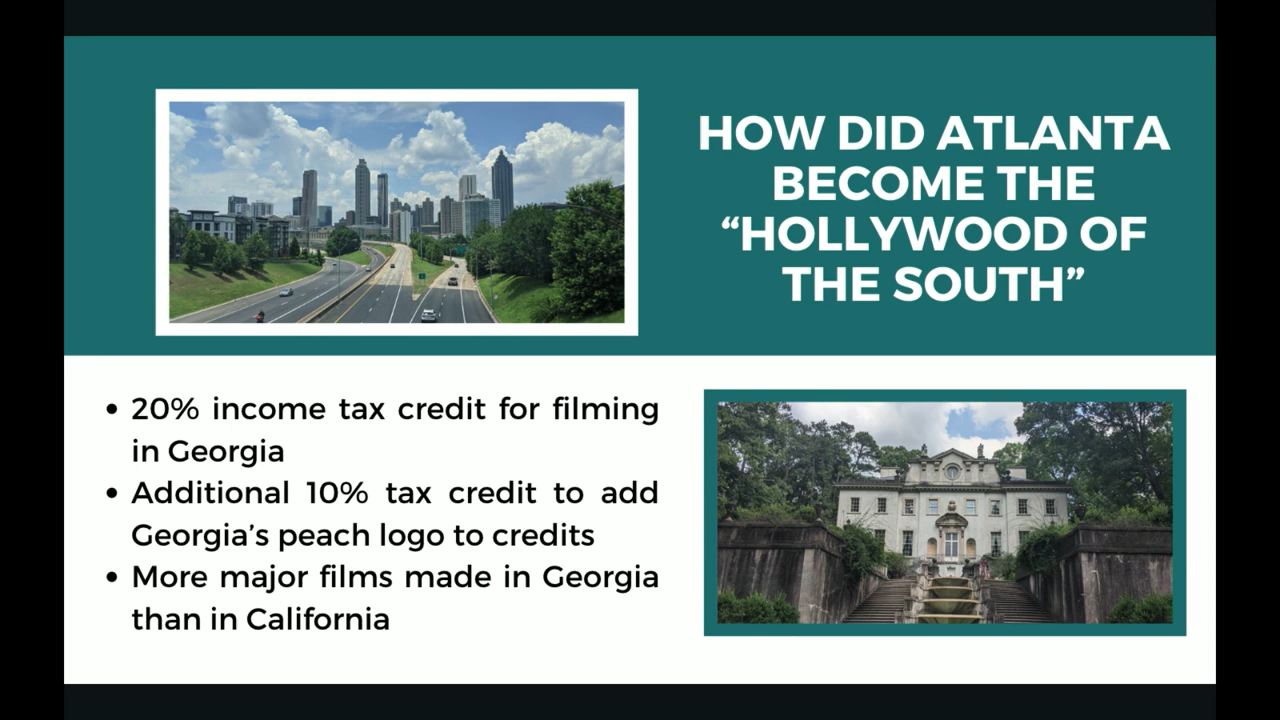 HOW DID ATLANTA
BECOME THE
“HOLLYWOOD OF
THE SOUTH”
• 20% income tax credit for filming
in Georgia
• Additional 10% tax credit to add
Georgia’s peach logo to credits
• More major films made in Georgia
than in California